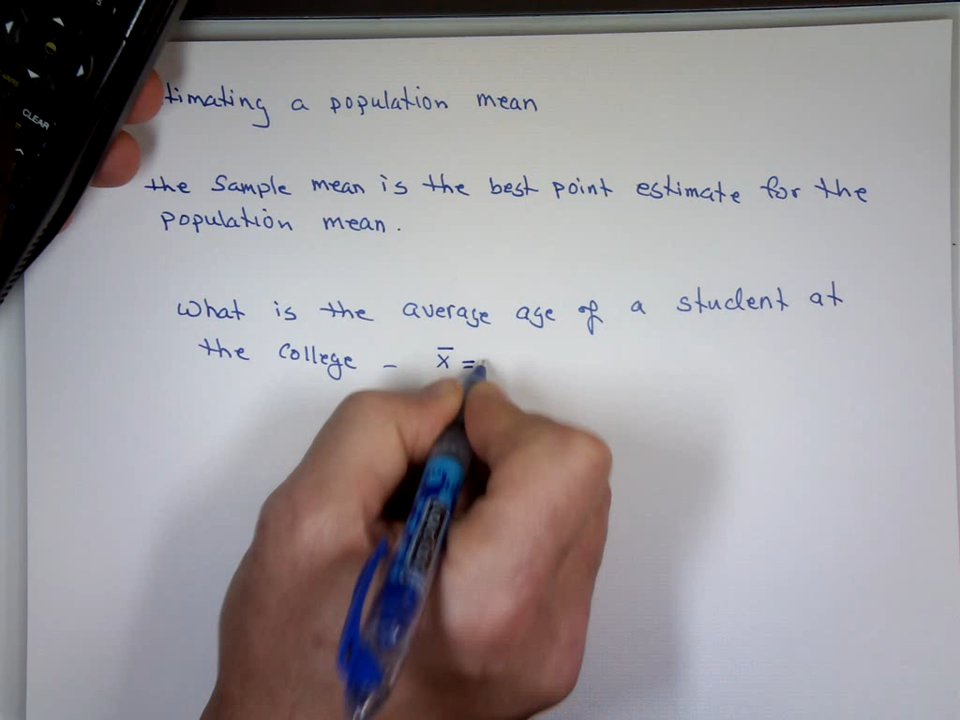 CLEAR
timating a population mean
the sample mean is the best point estimate for the
population mean.
What is the average age of a student at
the college - x̄ =